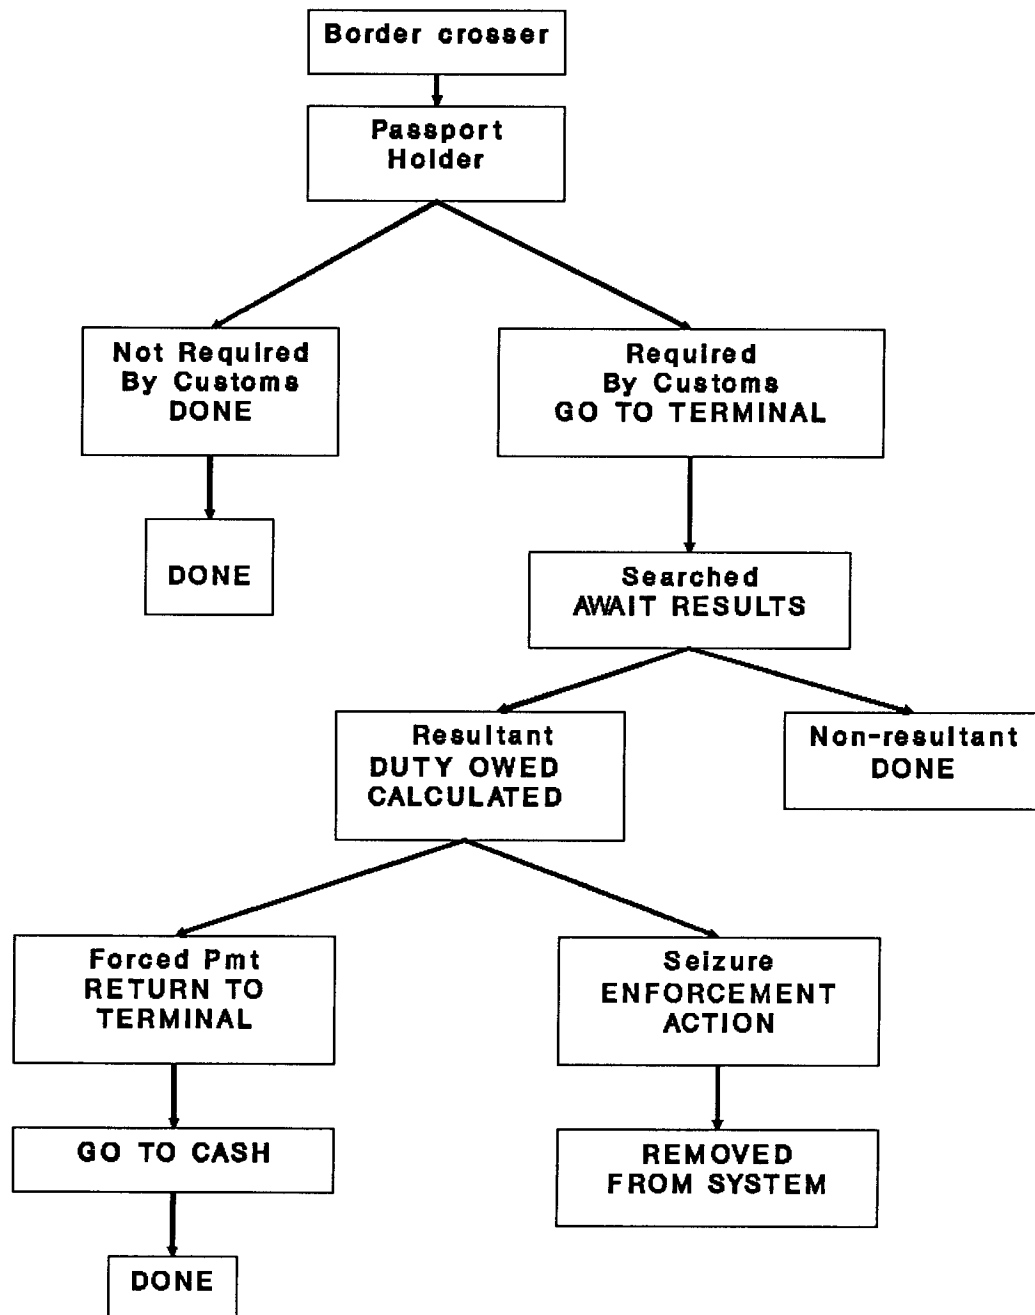 Border crosser
Passport
Holder
Not Required
By Customs
DONE
Required
By Customs
GO TO TERMINAL
DONE
Searched
AWAIT RESULTS
Resultant
DUTY OWED
CALCULATED
Non-resultant
DONE
Forced Pmt
RETURN TO
TERMINAL
Seizure
ENFORCEMENT
ACTION
GO TO CASH
REMOVED
FROM SYSTEM
DONE